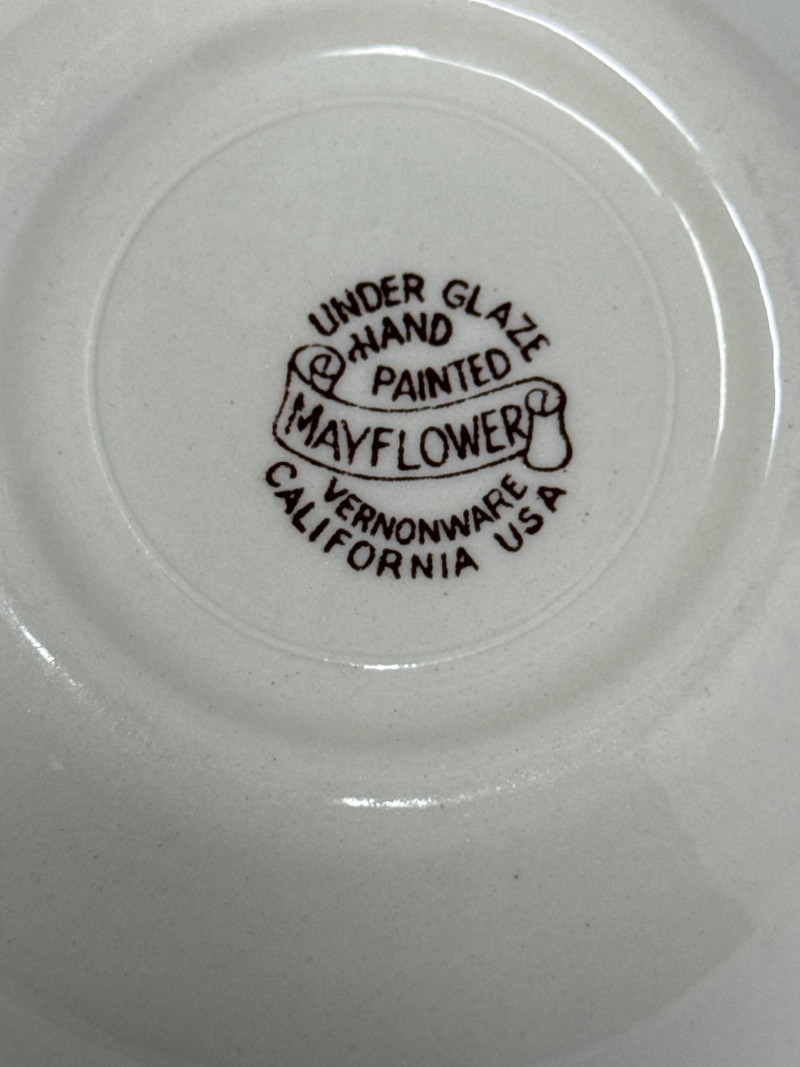 UNDER GLAZE
HAND
PAINTED
MAYFLOWER
VERNONWARE
CALIFORNIA USA